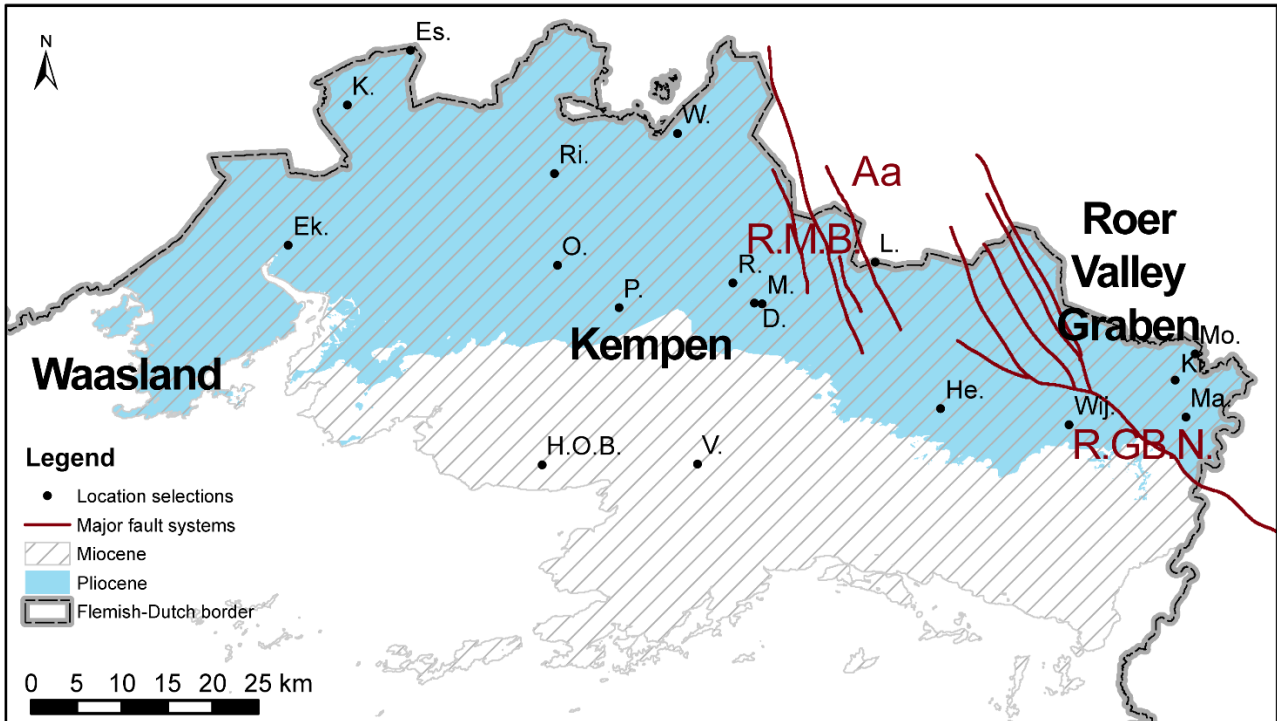 N
Es.
K.
W.
Ri.
Aa
Roer
Valley
Graben
Ek.
R.M.B.
L.
O.
R.
M.
D.
P.
Kempen
Waasland
Mo.
K.
Ma.
He.
Wij.
R.GB.N.
H.O.B.
V.
Legend
Location selections
Major fault systems
Miocene
Pliocene
Flemish-Dutch border
0 5 10 15 20 25 km